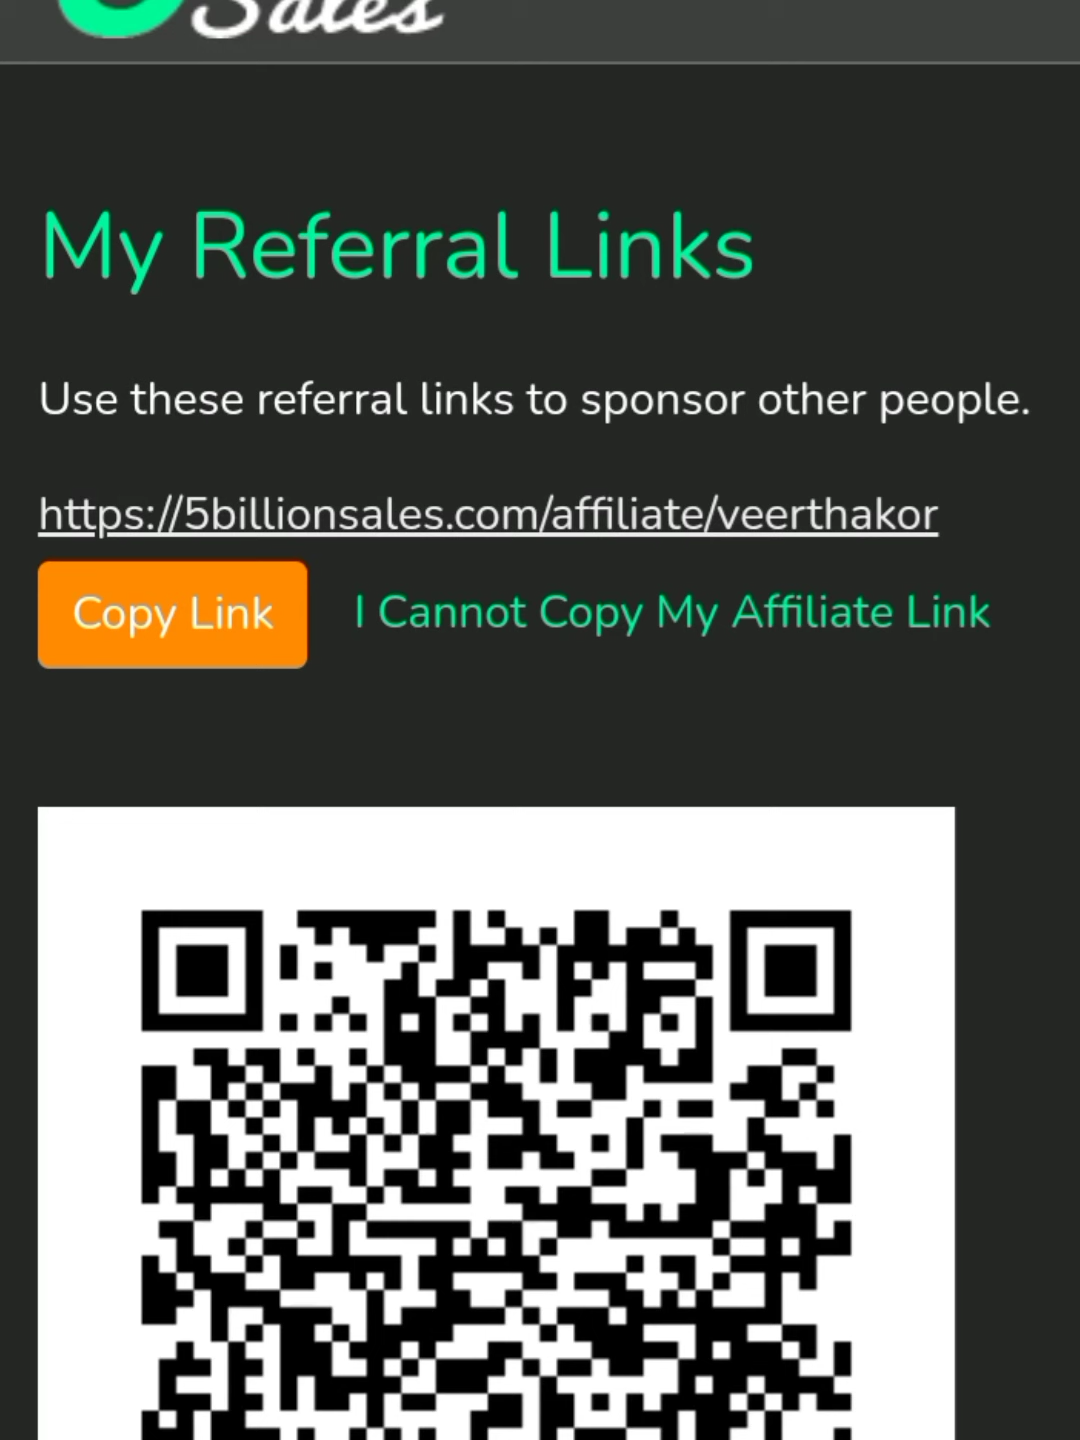 Sales
My Referral Links
Use these referral links to sponsor other people.
https://5billionsales.com/affiliate/veerthakor
Copy Link
I Cannot Copy My Affiliate Link